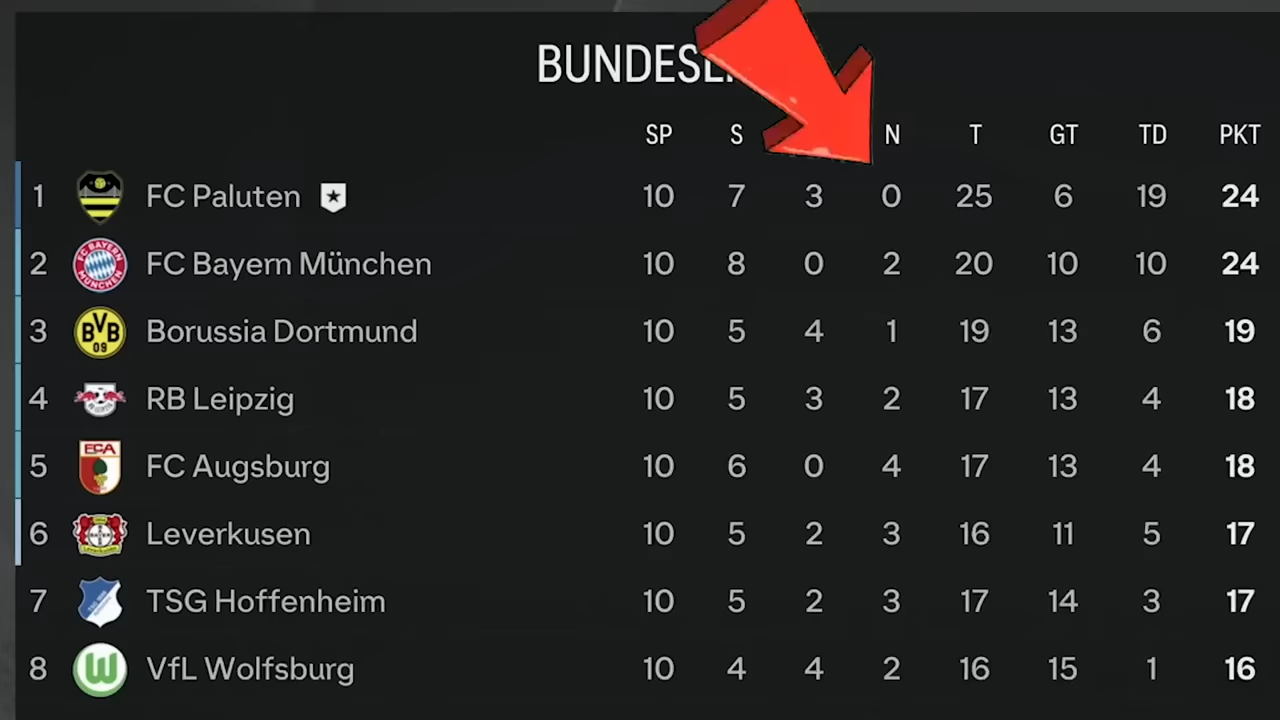 BUNDESL
SP S N T GT TD PKT
1 FC Paluten 10 7 3 0 25 6 19 24
2 FC Bayern München 10 8 0 2 20 10 10 24
3 Borussia Dortmund 10 5 4 1 19 13 6 19
4 RB Leipzig 10 5 3 2 17 13 4 18
5 FC Augsburg 10 6 0 4 17 13 4 18
6 Leverkusen 10 5 2 3 16 11 5 17
7 TSG Hoffenheim 10 5 2 3 17 14 3 17
8 VfL Wolfsburg 10 4 4 2 16 15 1 16